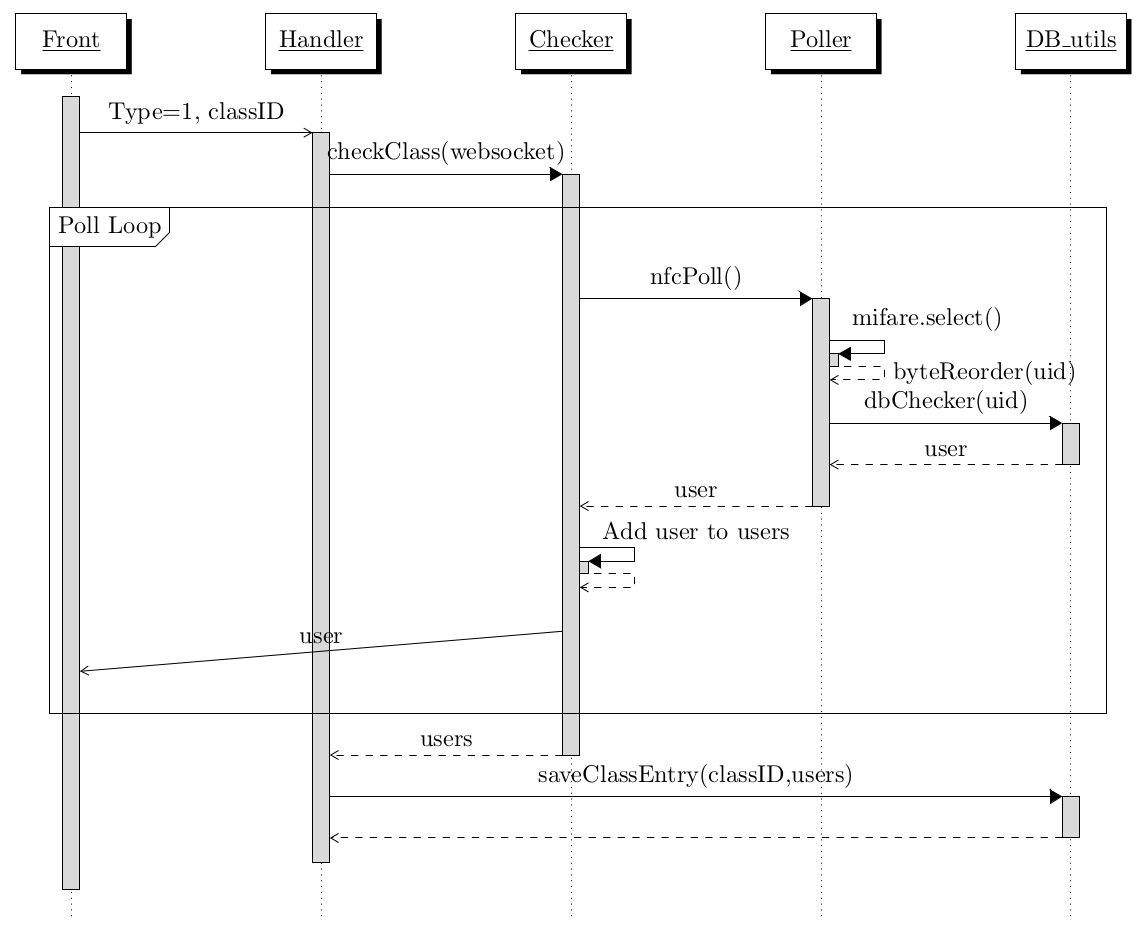 Front
Handler
Checker
Poller
DB_utils
Type=1, classID
checkClass(websocket)
Poll Loop
nfcPoll()
mifare.select()
byteReorder(uid)
dbChecker(uid)
user
user
Add user to users
user
users
saveClassEntry(classID,users)